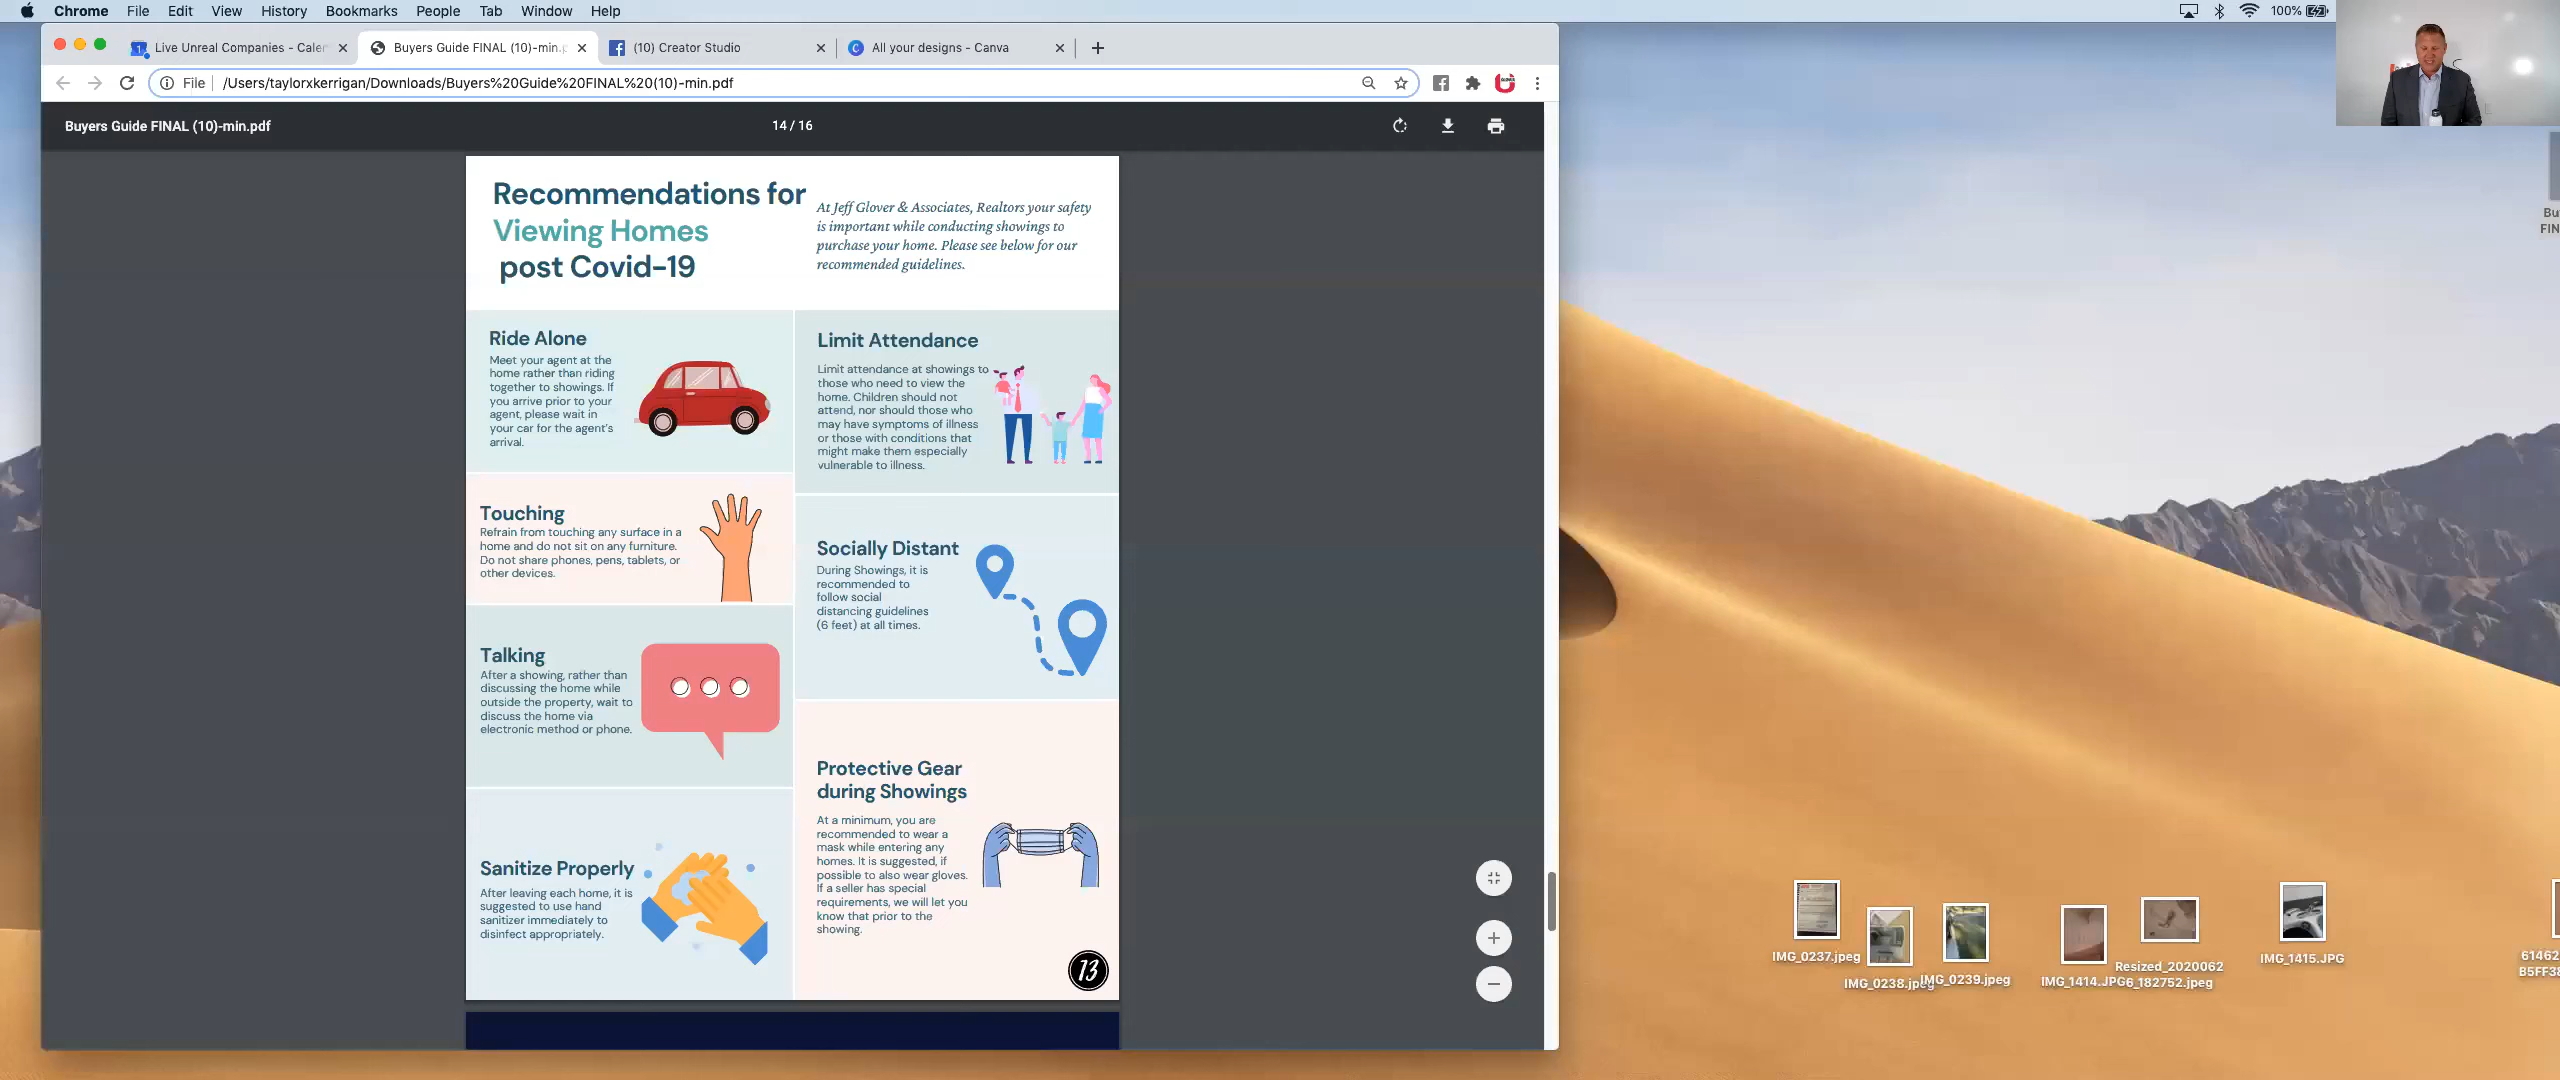 Chrome File Edit View History Bookmarks People Tab Window Help
100%
Live Unreal Companies - Calen
Buyers Guide FINAL (10)-min.p
(10) Creator Studio
All your designs - Canva
File
/Users/taylorxkerrigan/Downloads/Buyers%20Guide%20FINAL%20(10)-min.pdf
Buyers Guide FINAL (10)-min.pdf
14 / 16
Recommendations for
Viewing Homes
post Covid-19
At Jeff Glover & Associates, Realtors your safety
is important while conducting showings to
purchase your home. Please see below for our
recommended guidelines.
Ride Alone
Meet your agent at the
home rather than riding
together to showings. If
you arrive prior to your
agent, please wait in
your car for the agent's
arrival.
Limit Attendance
Limit attendance at showings to
those who need to view the
home. Children should not
attend, nor should those who
may have symptoms of illness
or those with conditions that
might make them especially
vulnerable to illness.
Touching
Refrain from touching any surface in a
home and do not sit on any furniture.
Do not share phones, pens, tablets, or
other devices.
Socially Distant
During Showings, it is
recommended to
follow social
distancing guidelines
(6 feet) at all times.
Talking
After a showing, rather than
discussing the home while
outside the property, wait to
discuss the home via
electronic method or phone.
Protective Gear
during Showings
At a minimum, you are
recommended to wear a
mask while entering any
homes. It is suggested, if
possible to also wear gloves.
If a seller has special
requirements, we will let you
know that prior to the
showing.
Sanitize Properly
After leaving each home, it is
suggested to use hand
sanitizer immediately to
disinfect appropriately.
13
Bu
FIN
IMG_0237.jpeg
IMG_0238.jpeg
IMG_0239.jpeg
IMG_1414.JPG
Resized_2020062
6_182752.jpeg
IMG_1415.JPG
61462
B5FF38